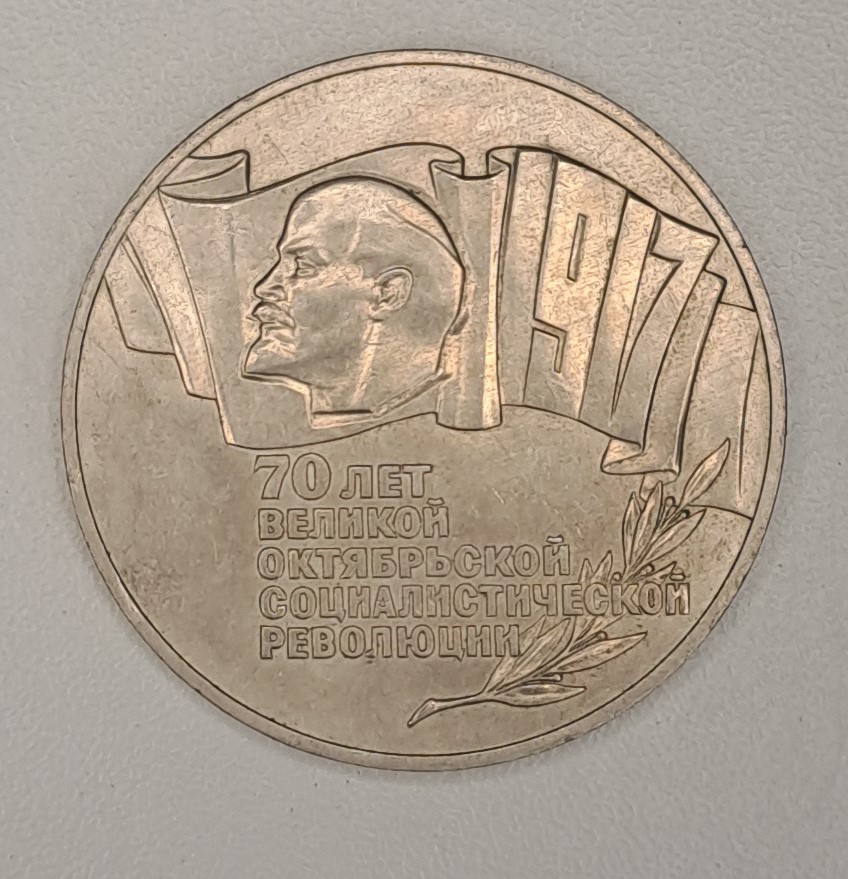 1917
70 ЛЕТ
ВЕЛИКОЙ
ОКТЯБРЬСКОЙ
СОЦИАЛИСТИЧЕСКОЙ
РЕВОЛЮЦИИ